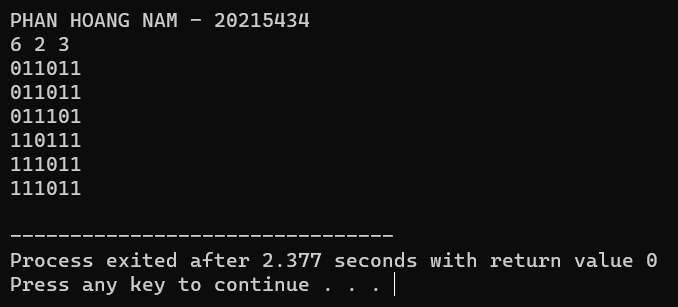 PHAN HOANG NAM - 20215434
6 2 3
011011
011011
011101
110111
111011
111011
--------------------------------
Process exited after 2.377 seconds with return value 0
Press any key to continue . . .